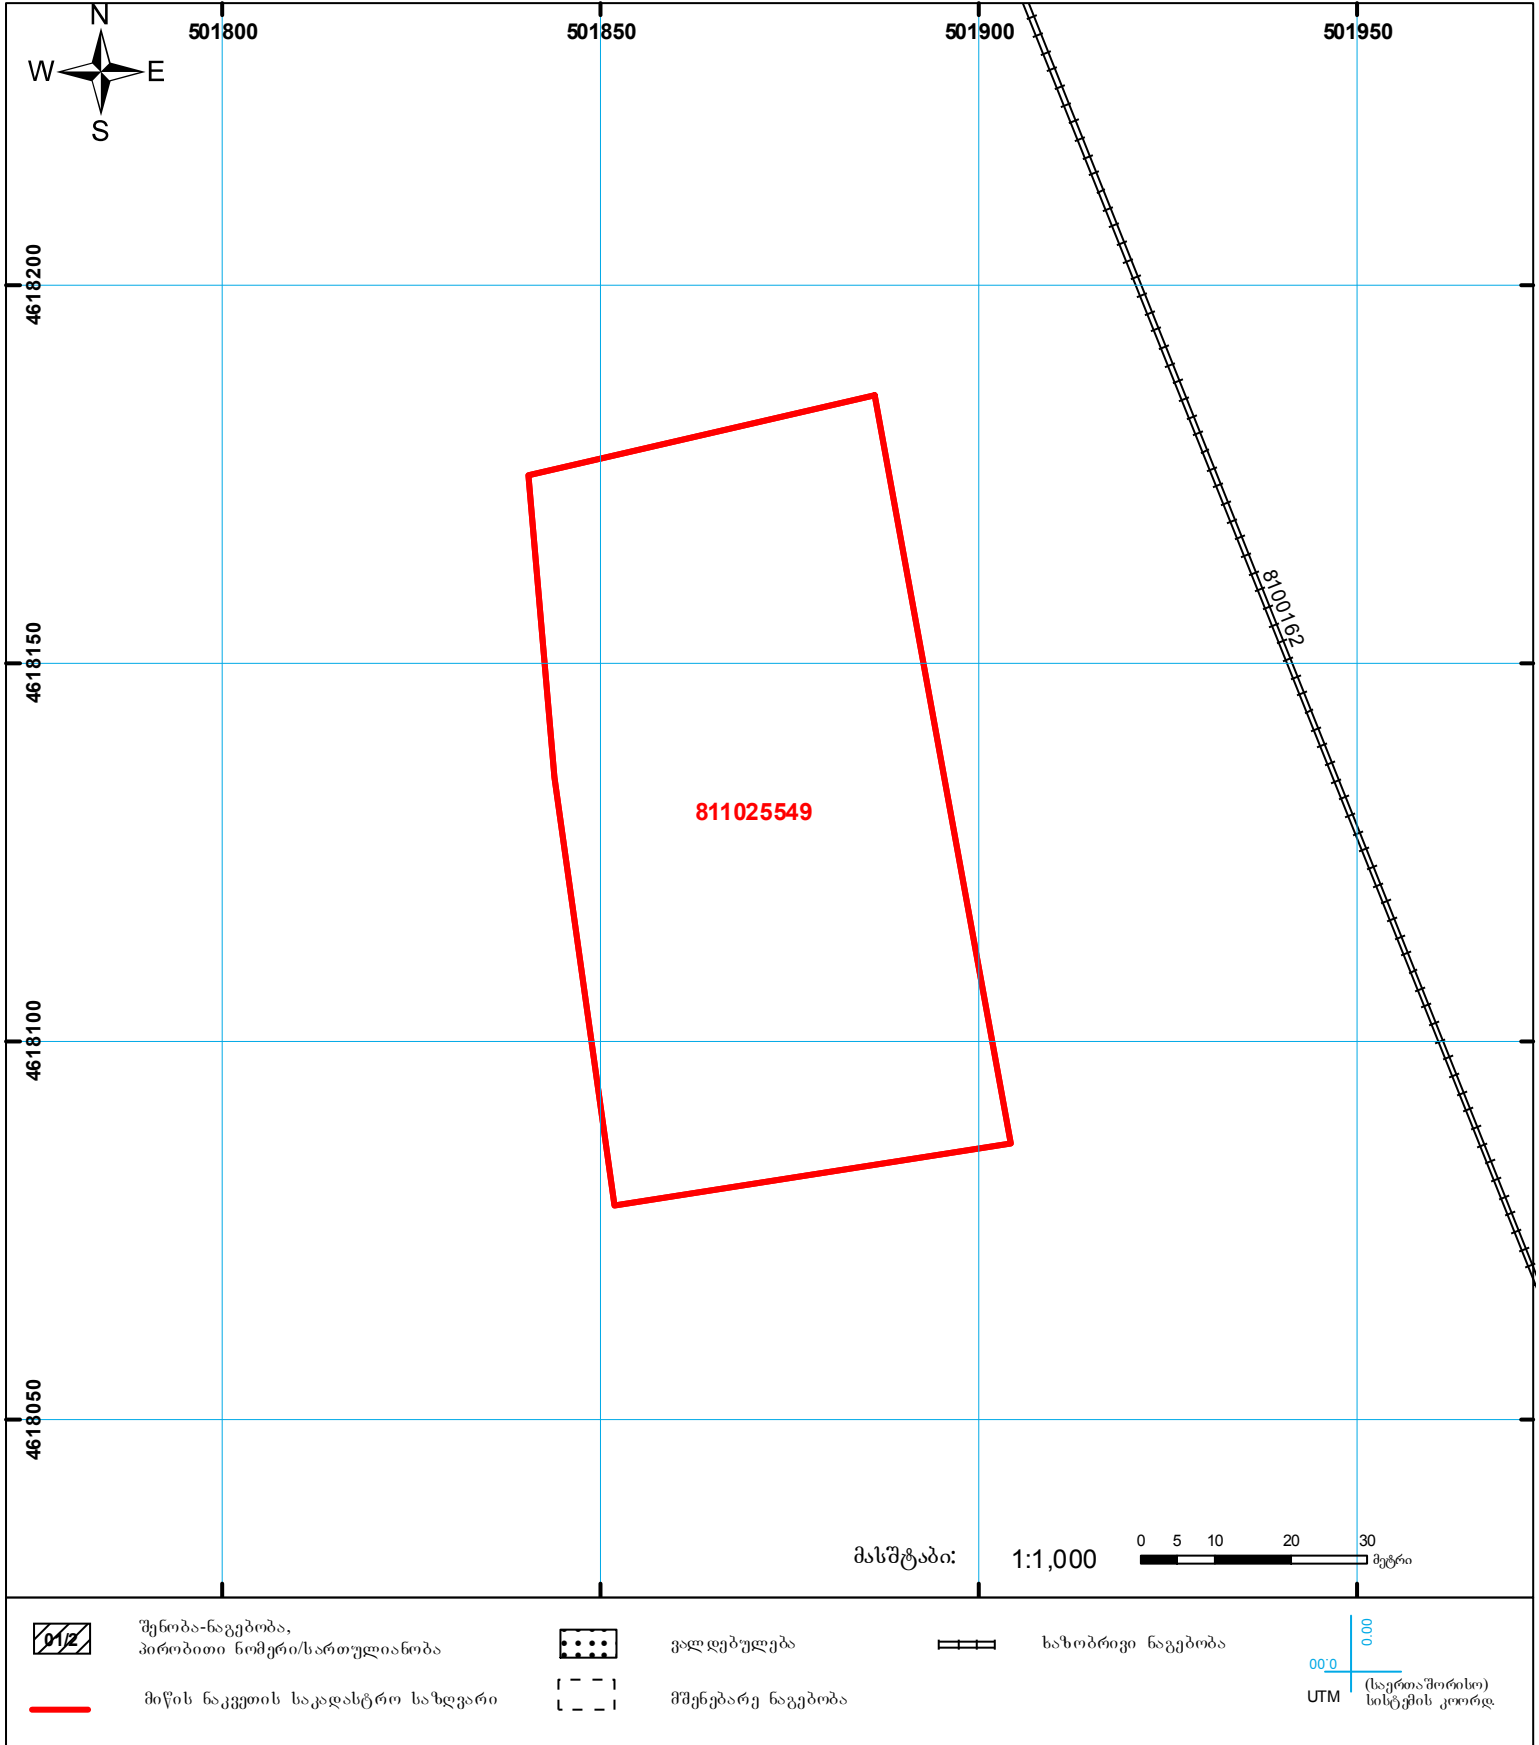 N
W E
S
501800 501850 501900 501950
4618200
4618150
4618100
4618050
8100162
811025549
მასშტაბი: 1:1,000
0 5 10 20 30
მეტრი
01/2
შენობა-ნაგებობა,
პირობითი ნომერი/სართულიანობა
ვალდებულება
ხაზობრივი ნაგებობა
მიწის ნაკვეთის საკადასტრო საზღვარი
მშენებარე ნაგებობა
00.0
00.0
UTM
(საერთაშორისო)
სისტემის კოორდ.